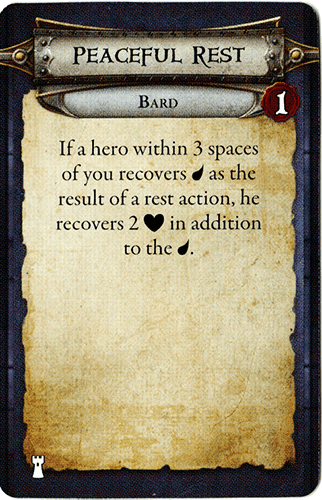 Peaceful Rest
Bard
1
If a hero within 3 spaces
of you recovers as the
result of a rest action, he
recovers 2 in addition
to the .